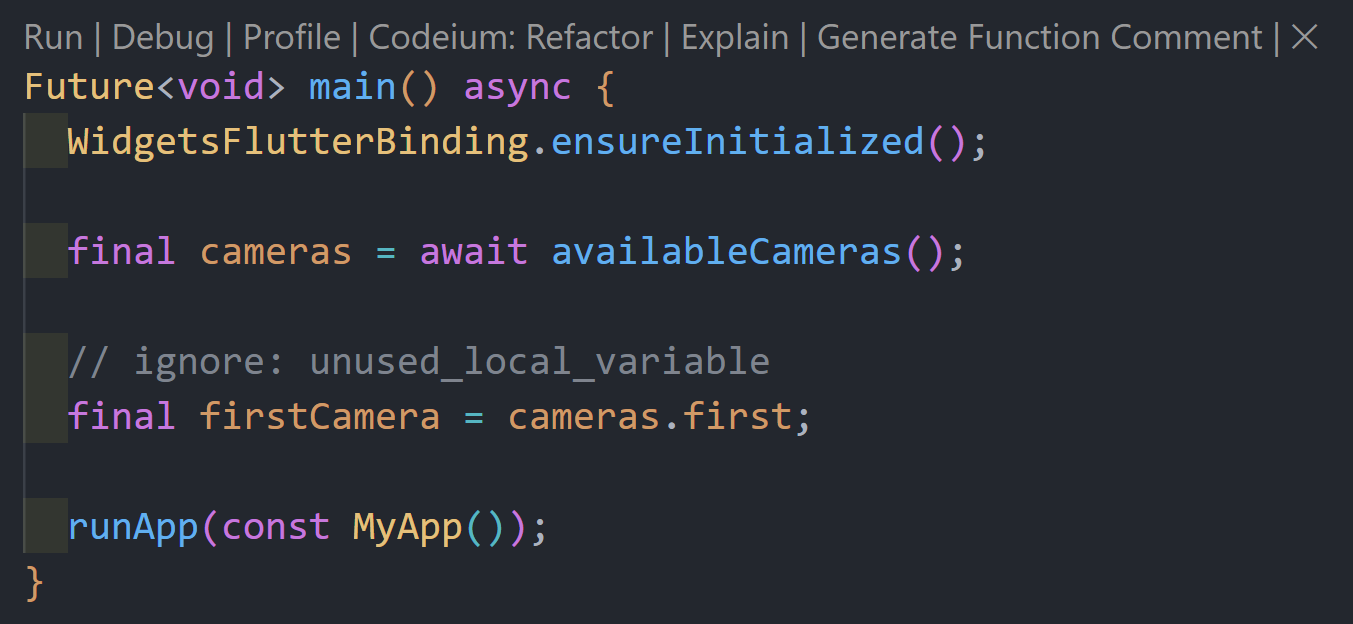 Run | Debug | Profile | Codeium: Refactor | Explain | Generate Function Comment | ×
Future<void> main() async {
  WidgetsFlutterBinding.ensureInitialized();

  final cameras = await availableCameras();

  // ignore: unused_local_variable
  final firstCamera = cameras.first;

  runApp(const MyApp());
}